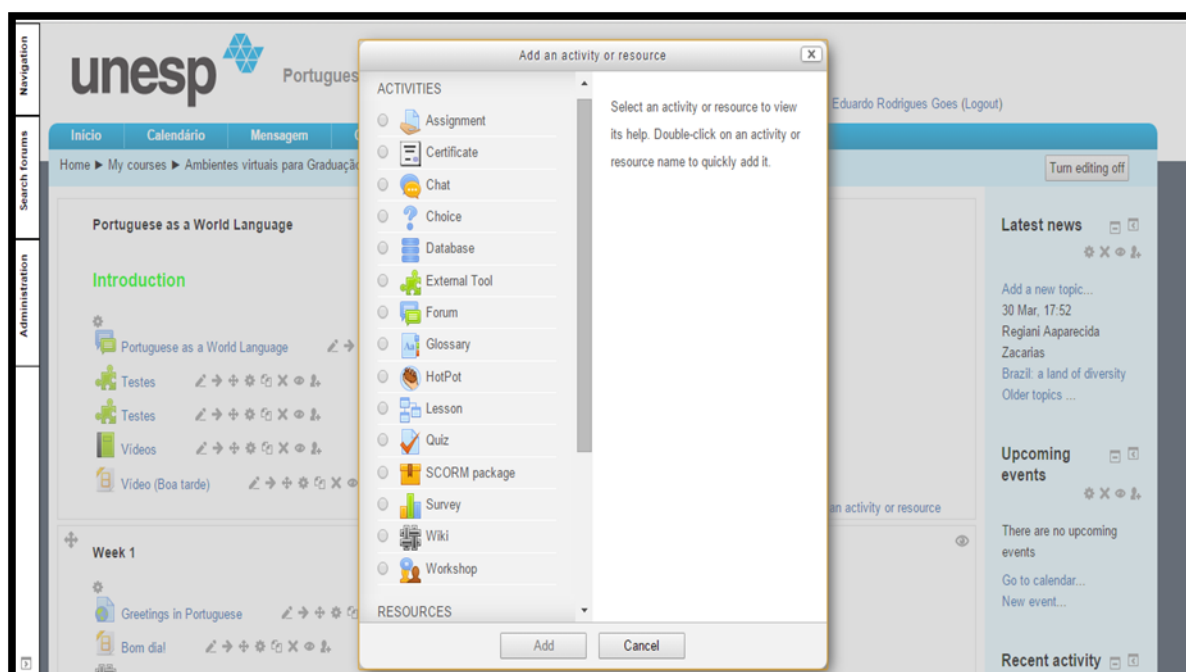 Navigation
Search forums
Administration
unesp
Portugues
Eduardo Rodrigues Goes (Logout)
Início Calendário Mensagem
Home ► My courses ► Ambientes virtuais para Graduação
Turn editing off
Portuguese as a World Language
Introduction
Portuguese as a World Language
Testes
Testes
Vídeos
Vídeo (Boa tarde)
an activity or resource
Week 1
Greetings in Portuguese
Bom dia!
Add an activity or resource
X
ACTIVITIES
Assignment
Certificate
Chat
Choice
Database
External Tool
Forum
Glossary
HotPot
Lesson
Quiz
SCORM package
Survey
Wiki
Workshop
RESOURCES
Select an activity or resource to view
its help. Double-click on an activity or
resource name to quickly add it.
Add Cancel
Latest news
Add a new topic...
30 Mar, 17:52
Regiani Aaparecida
Zacarias
Brazil: a land of diversity
Older topics ...
Upcoming
events
There are no upcoming
events
Go to calendar...
New event...
Recent activity